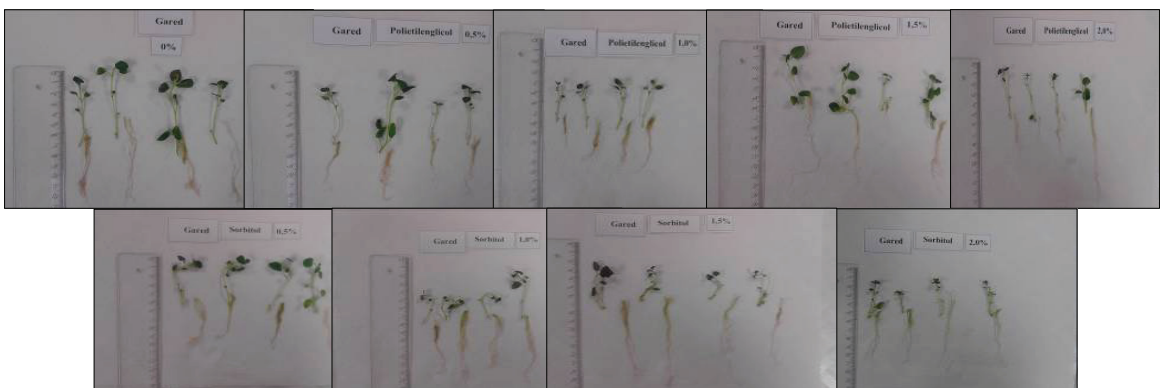 Gared
0%
Gared Polietilenglicol 0,5%
Gared Polietilenglicol 1,0%
Gared Polietilenglicol 1,5%
Gared Polietilenglicol 2,0%
Gared Sorbitol 0,5%
Gared Sorbitol 1,0%
Gared Sorbitol 1,5%
Gared Sorbitol 2,0%